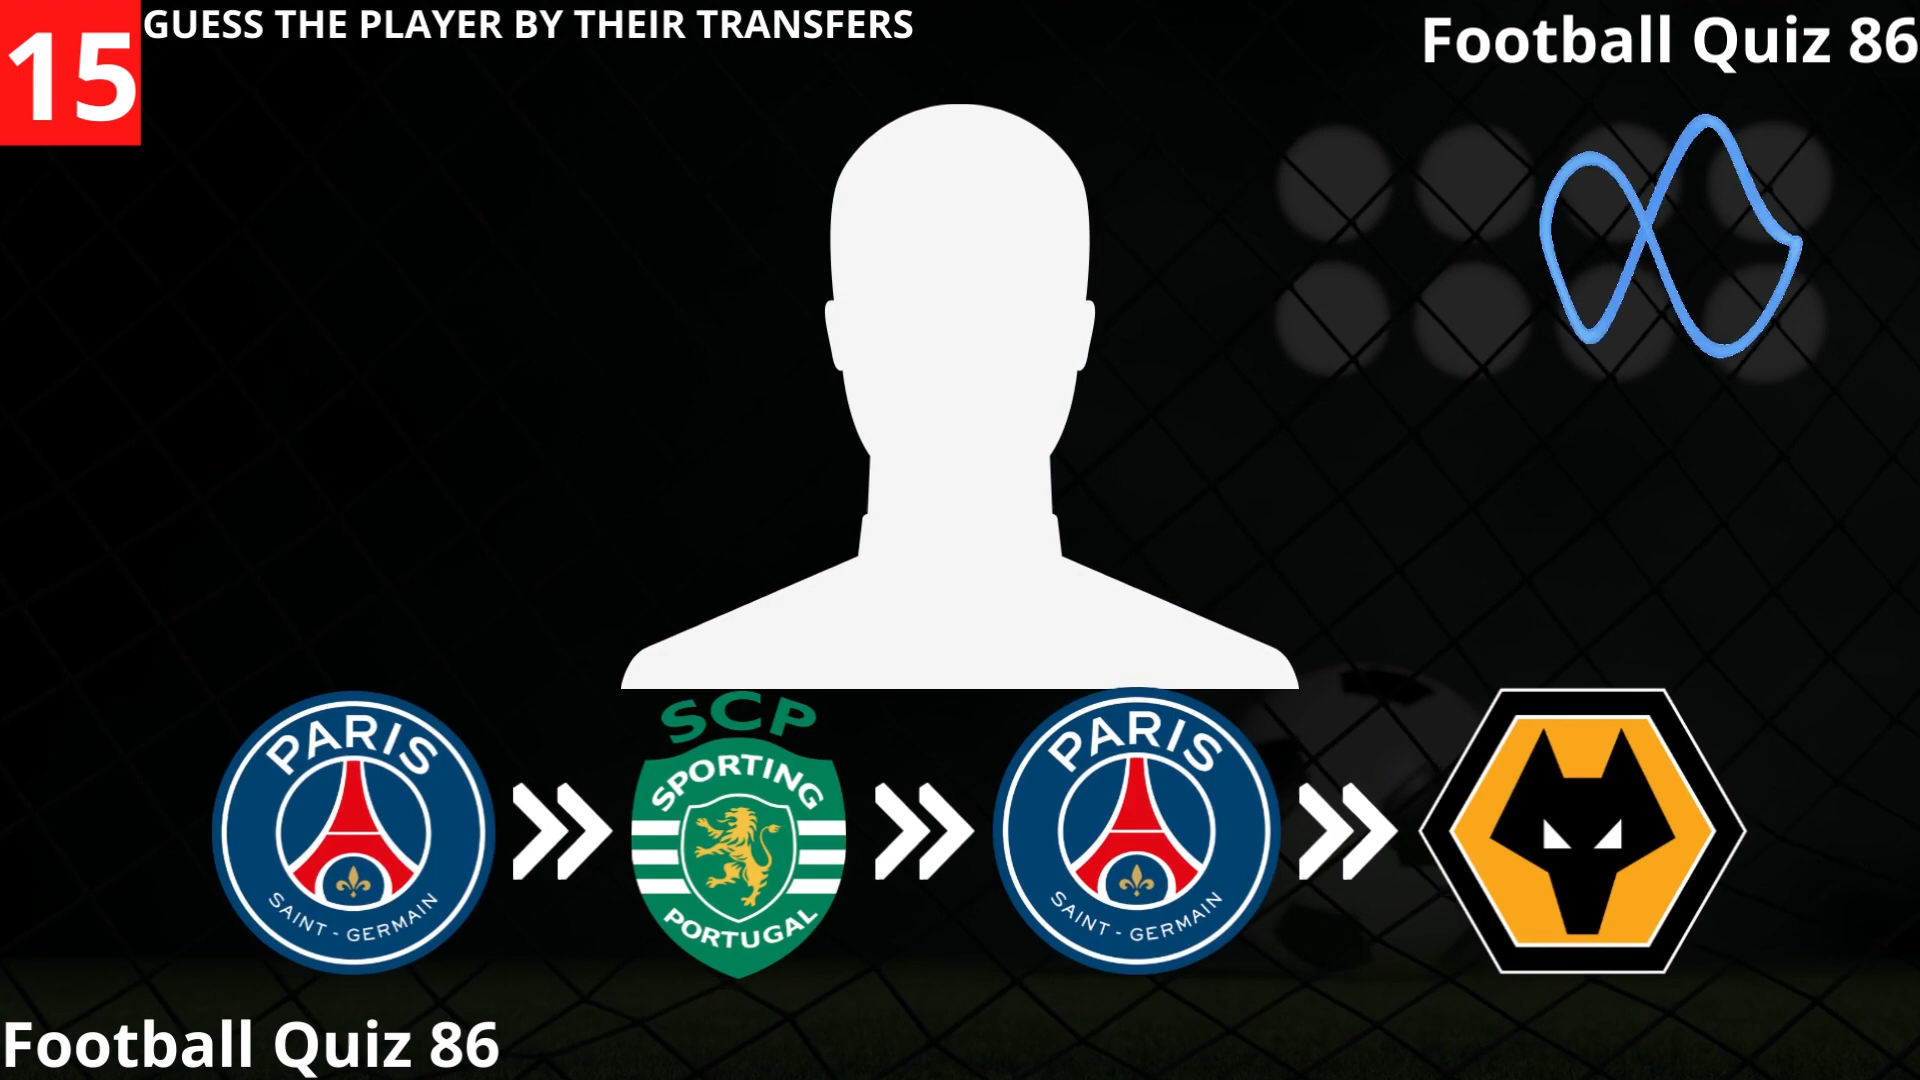 15
GUESS THE PLAYER BY THEIR TRANSFERS
Football Quiz 86
PARIS
SAINT - GERMAIN
SCP
SPORTING
PORTUGAL
PARIS
SAINT - GERMAIN
Football Quiz 86